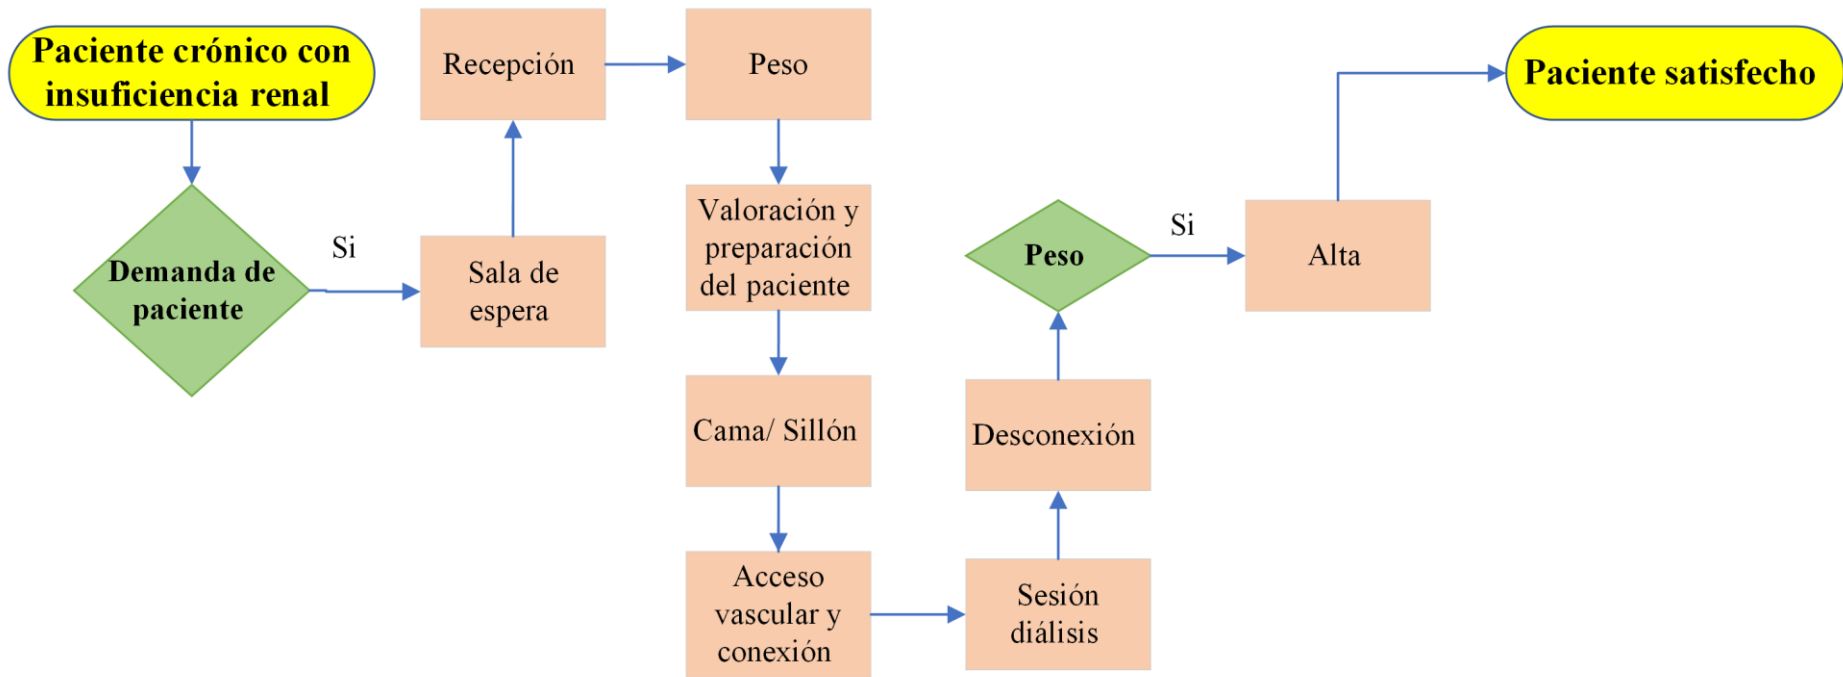 Paciente crónico con
insuficiencia renal
Demanda de
paciente
Si
Sala de
espera
Recepción
Peso
Valoración y
preparación
del paciente
Cama/ Sillón
Acceso
vascular y
conexión
Sesión
diálisis
Desconexión
Peso
Si
Alta
Paciente satisfecho